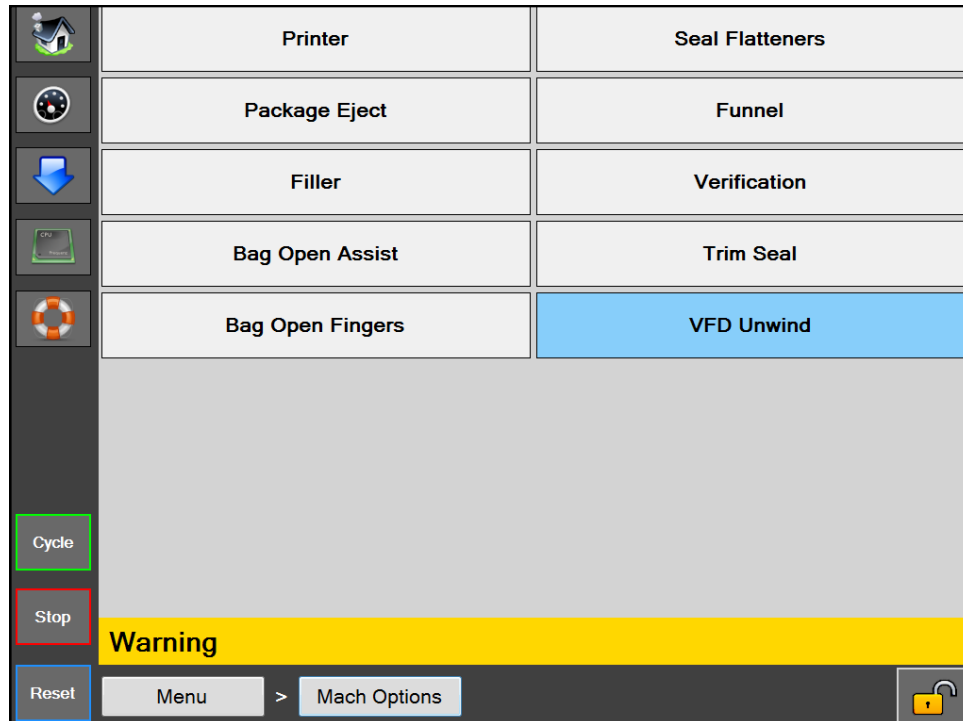 Printer
Seal Flatteners
Package Eject
Funnel
Filler
Verification
Bag Open Assist
Trim Seal
Bag Open Fingers
VFD Unwind
CPU
Cycle
Stop
Warning
Reset
Menu > Mach Options